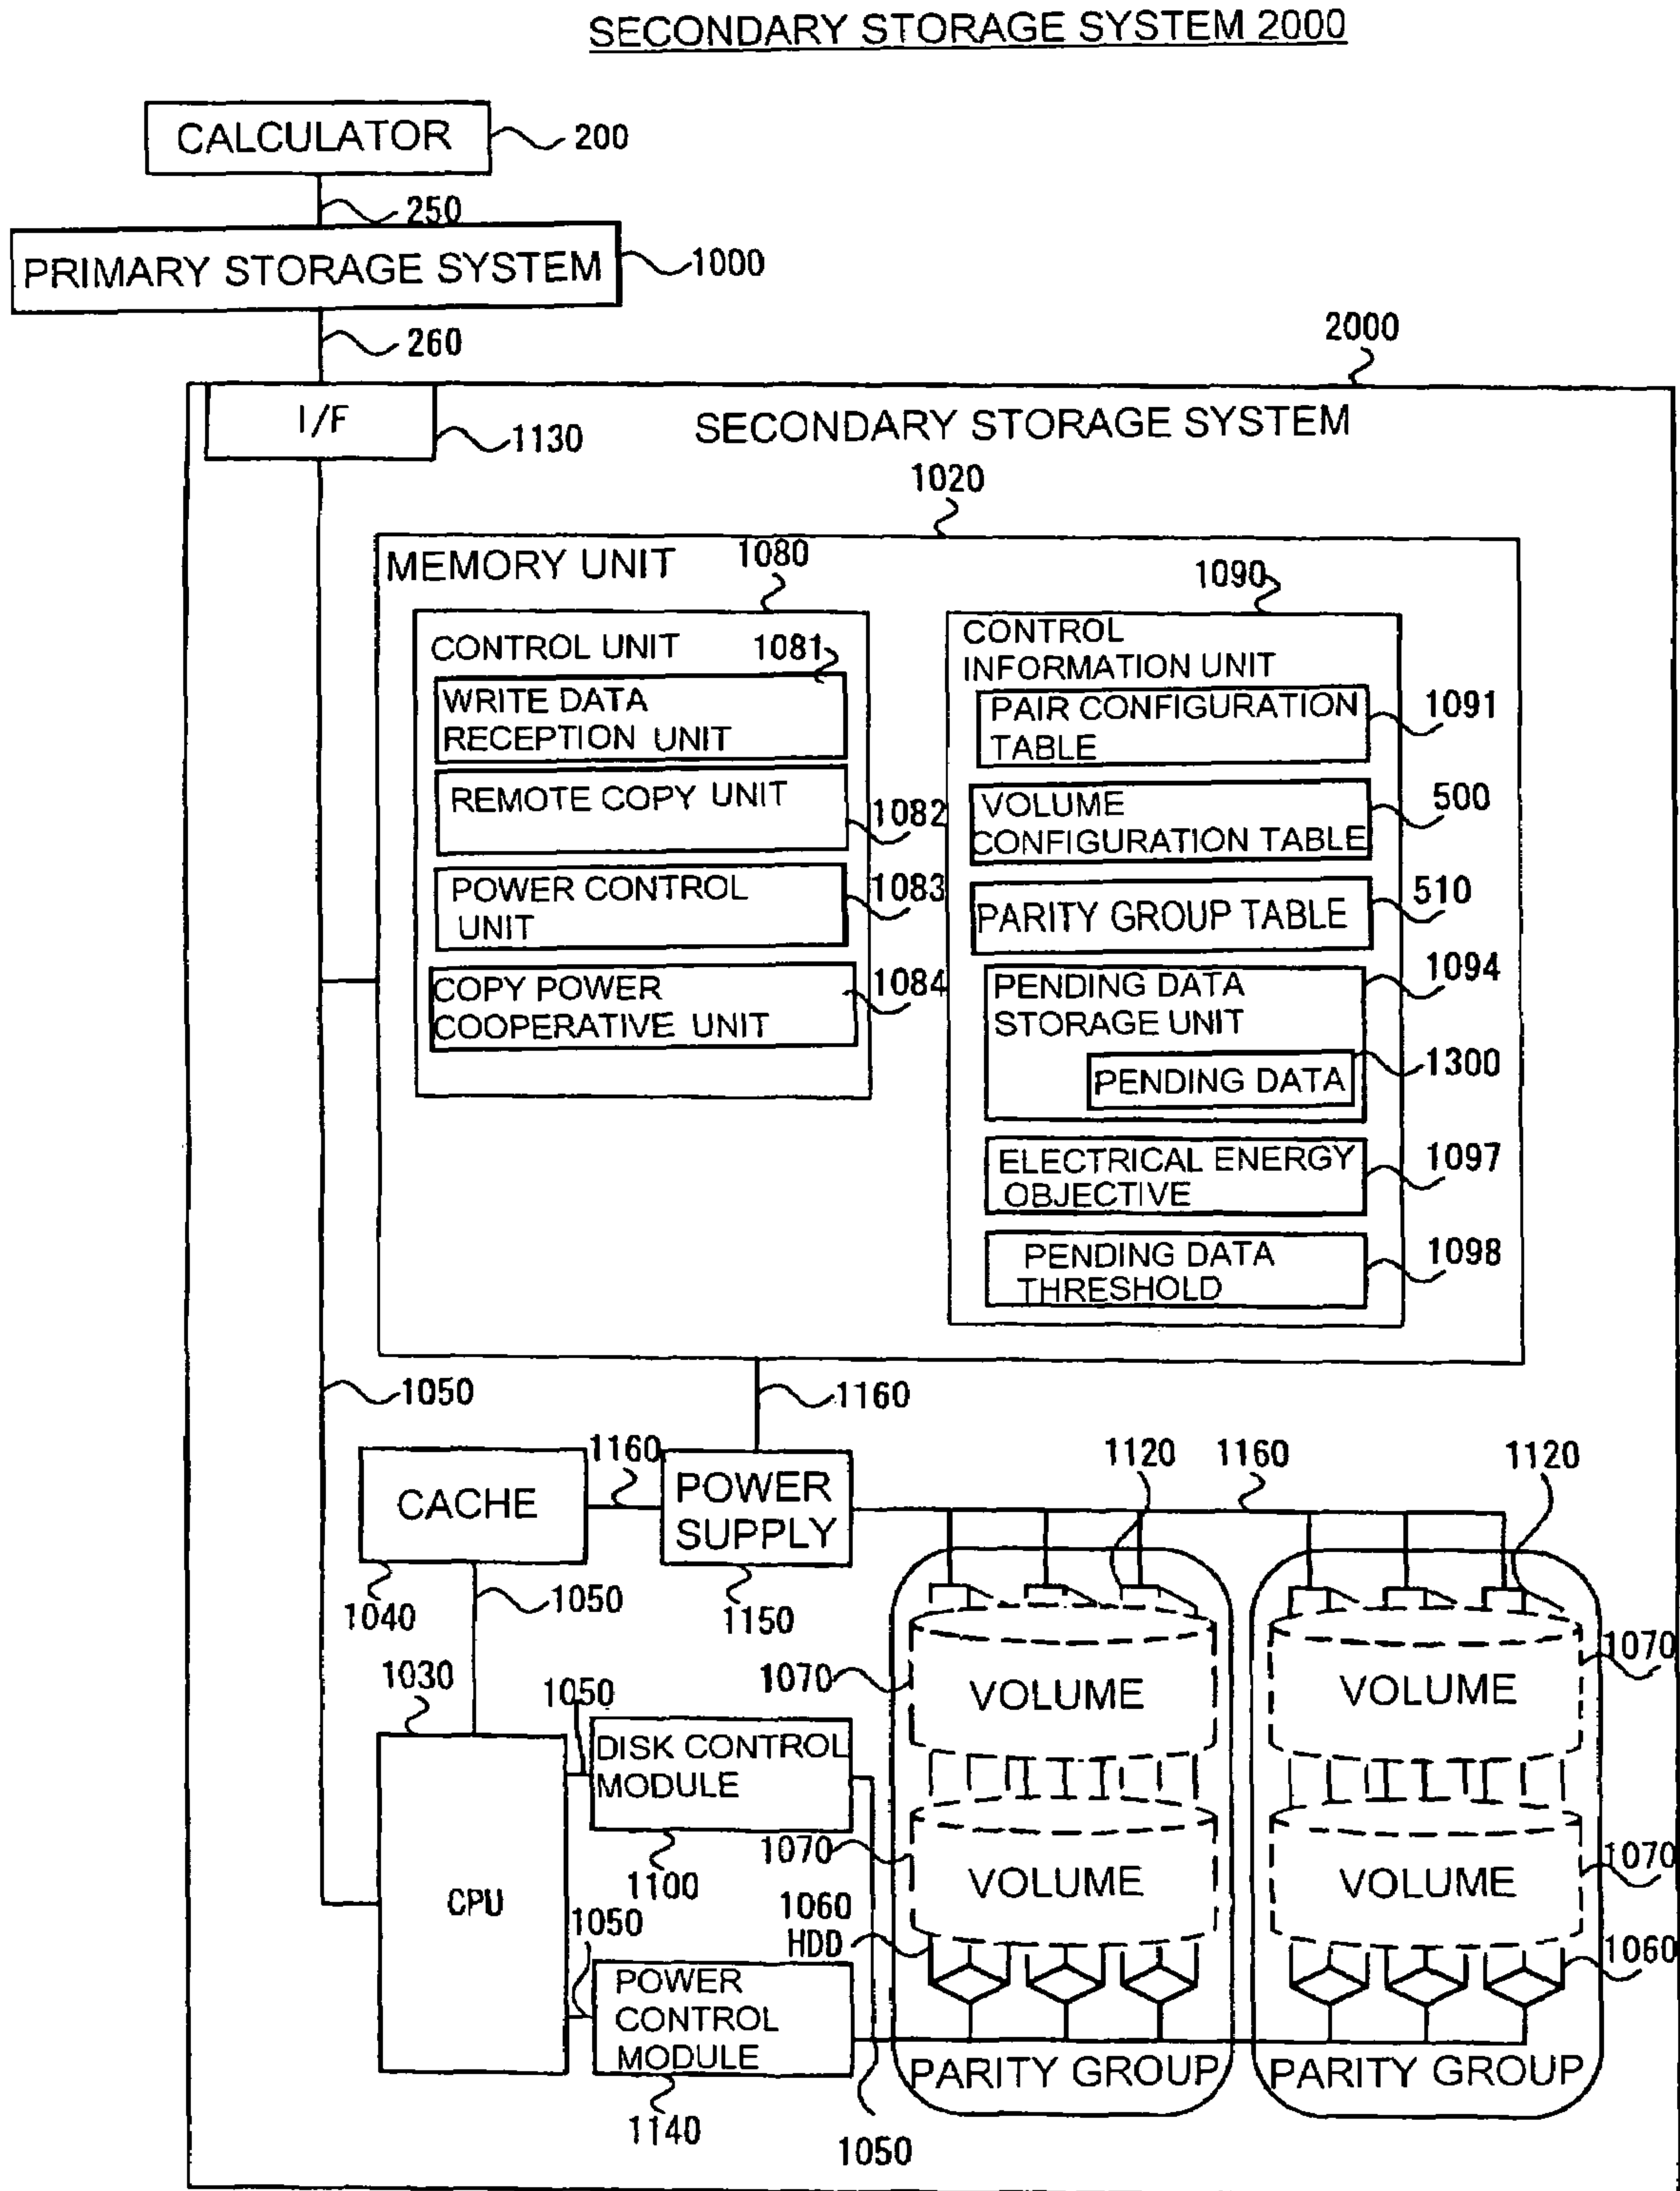 SECONDARY STORAGE SYSTEM 2000
CALCULATOR
200
250
PRIMARY STORAGE SYSTEM
1000
260
2000
I/F
1130
SECONDARY STORAGE SYSTEM
1020
MEMORY UNIT
1080
1090
CONTROL UNIT
1081
WRITE DATA
RECEPTION UNIT
REMOTE COPY UNIT
1082
POWER CONTROL
UNIT
1083
COPY POWER
COOPERATIVE UNIT
1084
CONTROL
INFORMATION UNIT
PAIR CONFIGURATION
TABLE
1091
VOLUME
CONFIGURATION TABLE
500
PARITY GROUP TABLE
510
PENDING DATA
STORAGE UNIT
1094
PENDING DATA
1300
ELECTRICAL ENERGY
OBJECTIVE
1097
PENDING DATA
THRESHOLD
1098
1050
1160
CACHE
1160
POWER
SUPPLY
1120
1160
1120
1040
1050
1150
1030
1050
DISK CONTROL
MODULE
1100
1070
VOLUME
VOLUME
1070
CPU
1070
VOLUME
VOLUME
1070
1050
1060
HDD
1060
POWER
CONTROL
MODULE
1140
1050
PARITY GROUP
PARITY GROUP